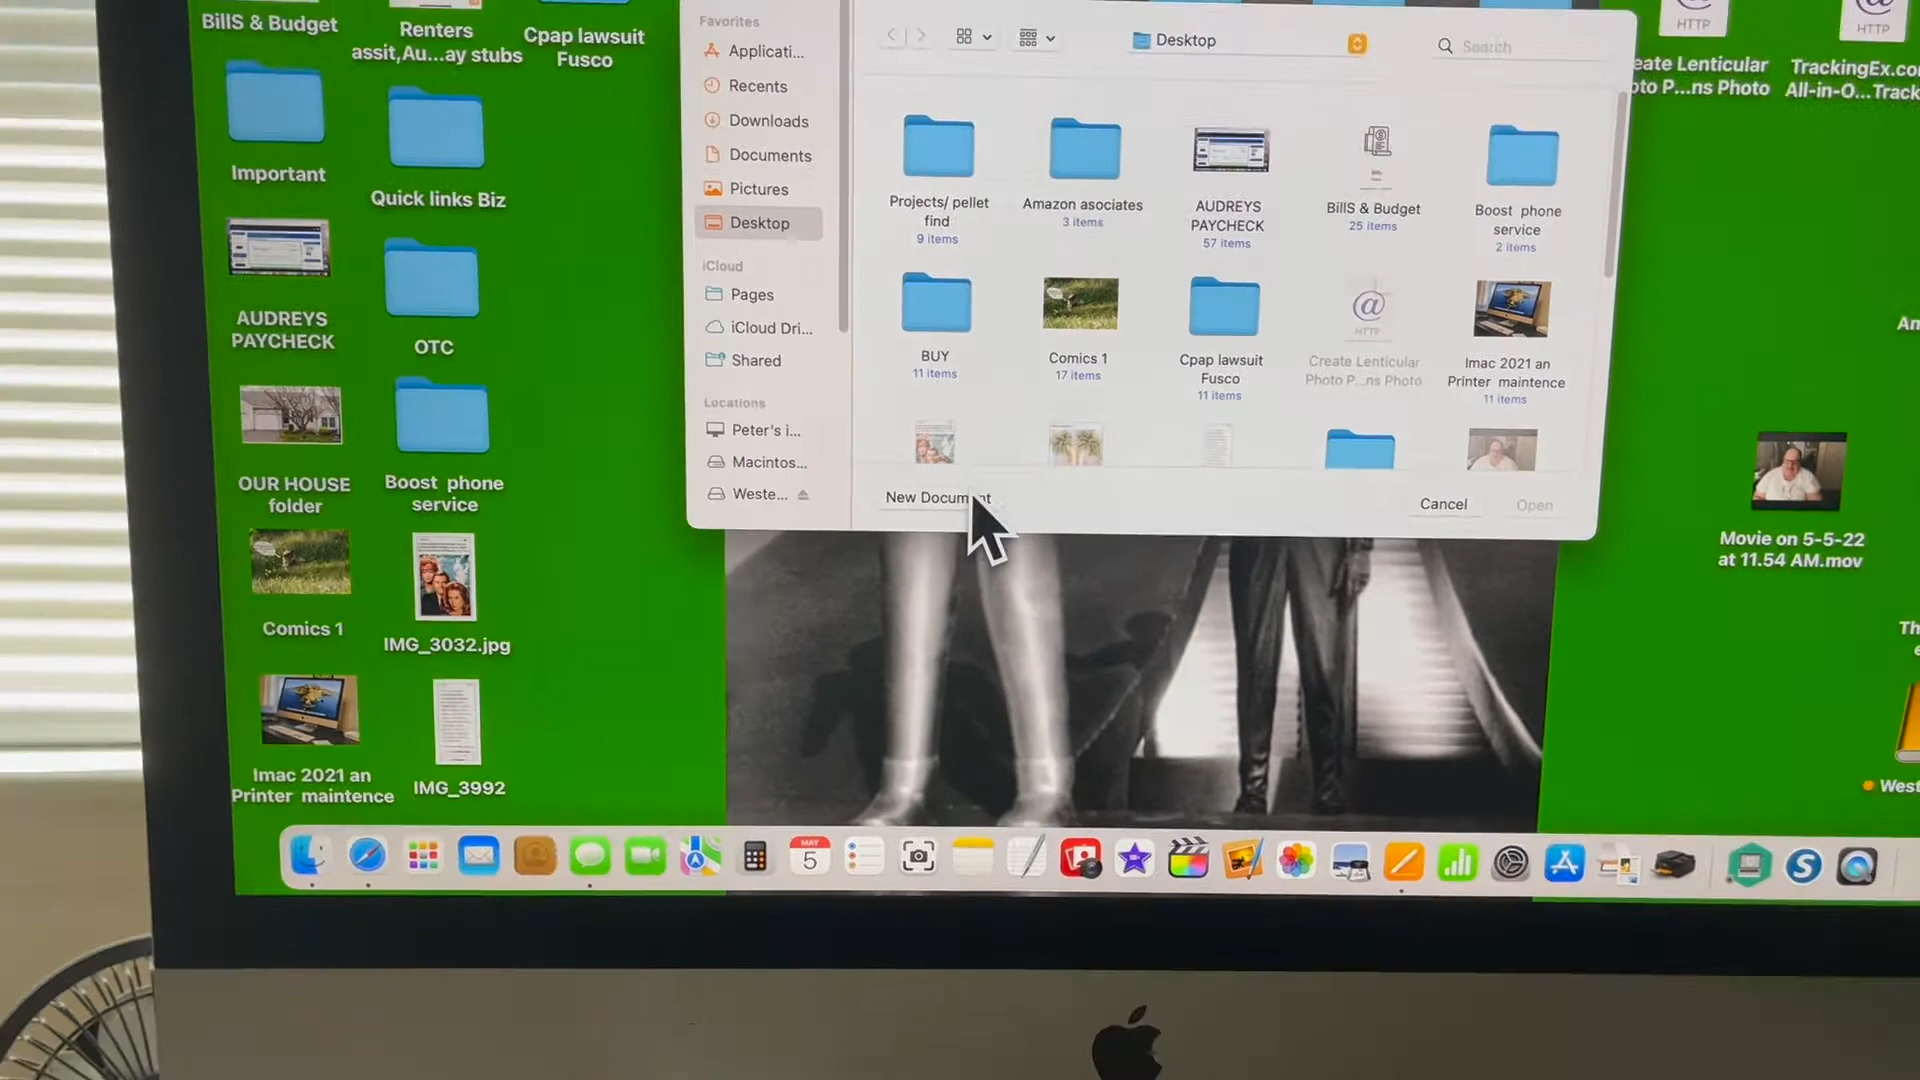 BillS & Budget
Renters
assit,Au...ay stubs
Cpap lawsuit
Fusco
Important
Quick links Biz
AUDREYS
PAYCHECK
OTC
OUR HOUSE
folder
Boost phone
service
Comics 1
IMG_3032.jpg
Imac 2021 an
Printer maintence
IMG_3992
Favorites
Applicati...
Recents
Downloads
Documents
Pictures
Desktop
iCloud
Pages
iCloud Dri...
Shared
Locations
Peter's i...
Macintos...
Weste...
Desktop
Search
Projects/ pellet
find
9 items
Amazon asociates
3 items
AUDREYS
PAYCHECK
57 items
BillS & Budget
25 items
Boost phone
service
2 items
BUY
11 items
Comics 1
17 items
Cpap lawsuit
Fusco
11 items
@
HTTP
Create Lenticular
Photo P...ns Photo
Imac 2021 an
Printer maintence
11 items
New Document
Cancel
Open
HTTP
eate Lenticular
oto P...ns Photo
HTTP
TrackingEx.co
All-in-O...Track
An
Movie on 5-5-22
at 11.54 AM.mov
Th
West
MAY
5